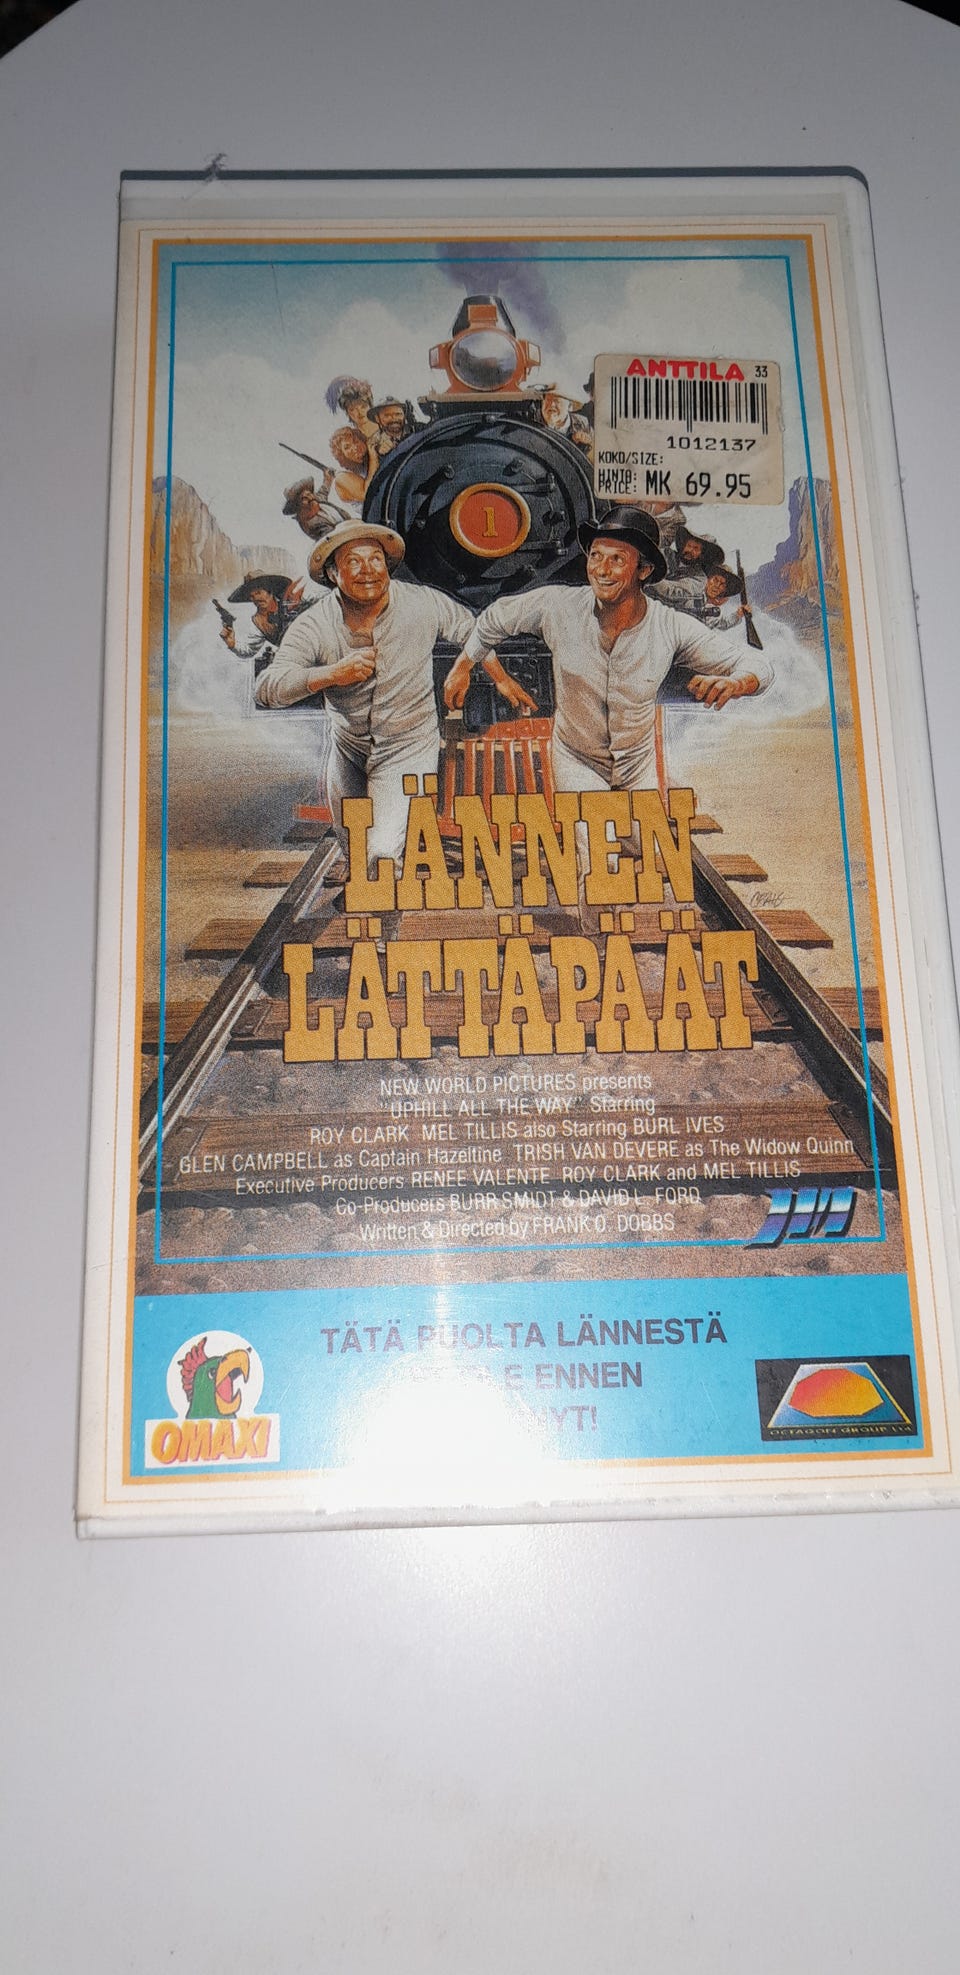 ANTTILA 33
1012137
KOKO/SIZE:
HINTA:
PRICE: MK 69.95
1
LÄNNEN
LÄTTÄPÄÄT
NEW WORLD PICTURES presents
"UPHILL ALL THE WAY" Starring
ROY CLARK MEL TILLIS also Starring BURL IVES
GLEN CAMPBELL as Captain Hazeltine TRISH VAN DEVERE as The Widow Quinn
Executive Producers RENEE VALENTE ROY CLARK and MEL TILLIS
Co-Producers BURR SMIDT & DAVID L. FORD
Written & Directed by FRANK O. DOBBS
TÄTÄ PUOLTA LÄNNESTÄ
ENNEN
OMAXI
OCTAGON GROUP LTD